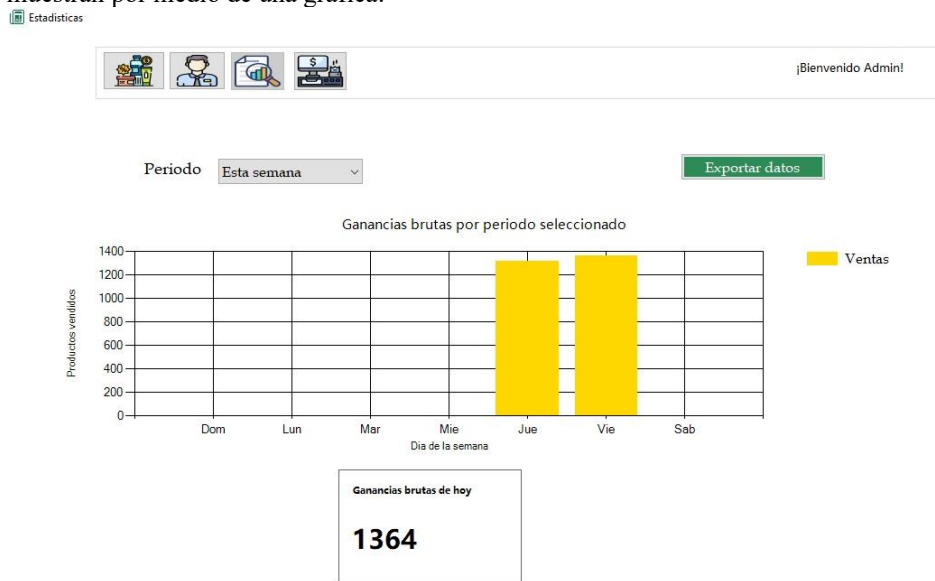 muestran por medio de una gráfica.
Estadisticas
¡Bienvenido Admin!
Periodo
Esta semana
Exportar datos
Ganancias brutas por periodo seleccionado
Ventas
Productos vendidos
1400
1200
1000
800
600
400
200
0
Dom Lun Mar Mie Jue Vie Sab
Dia de la semana
Ganancias brutas de hoy
1364